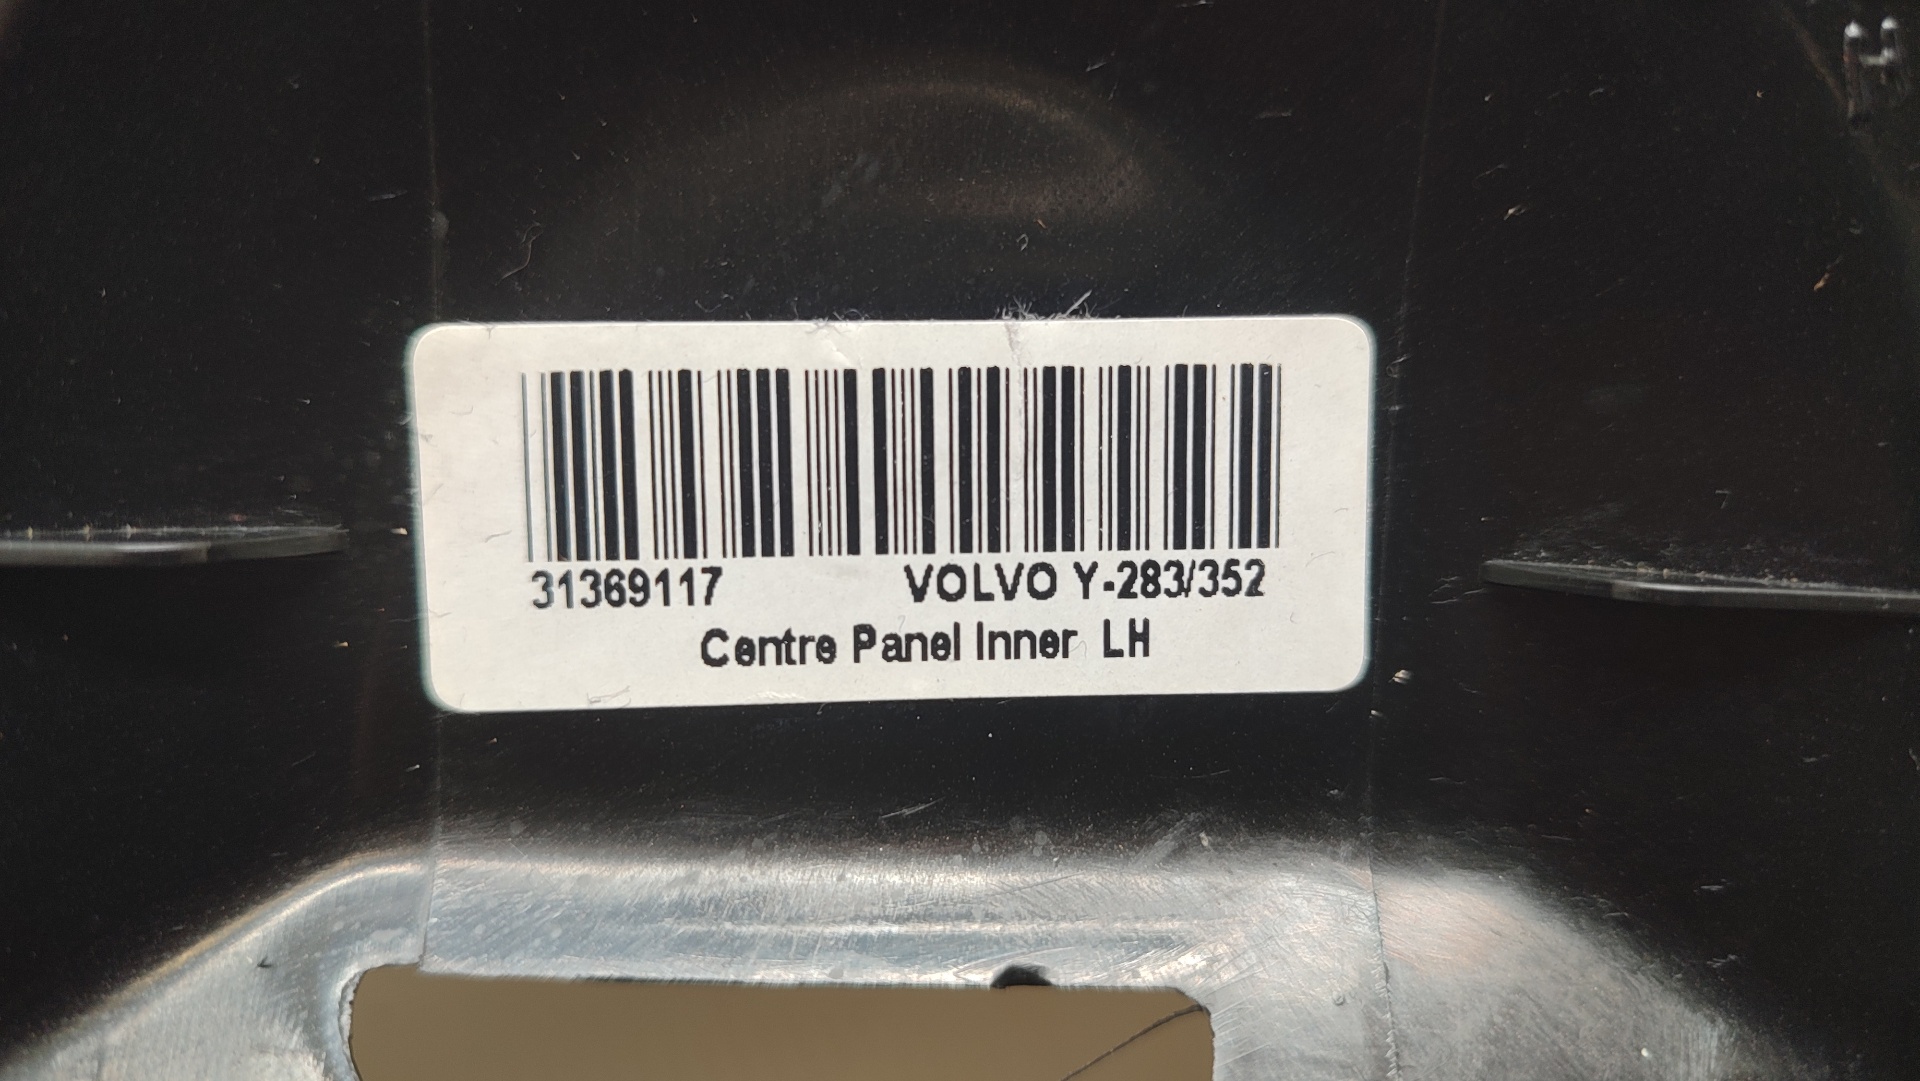 31369117 VOLVO Y-283/352
Centre Panel Inner LH